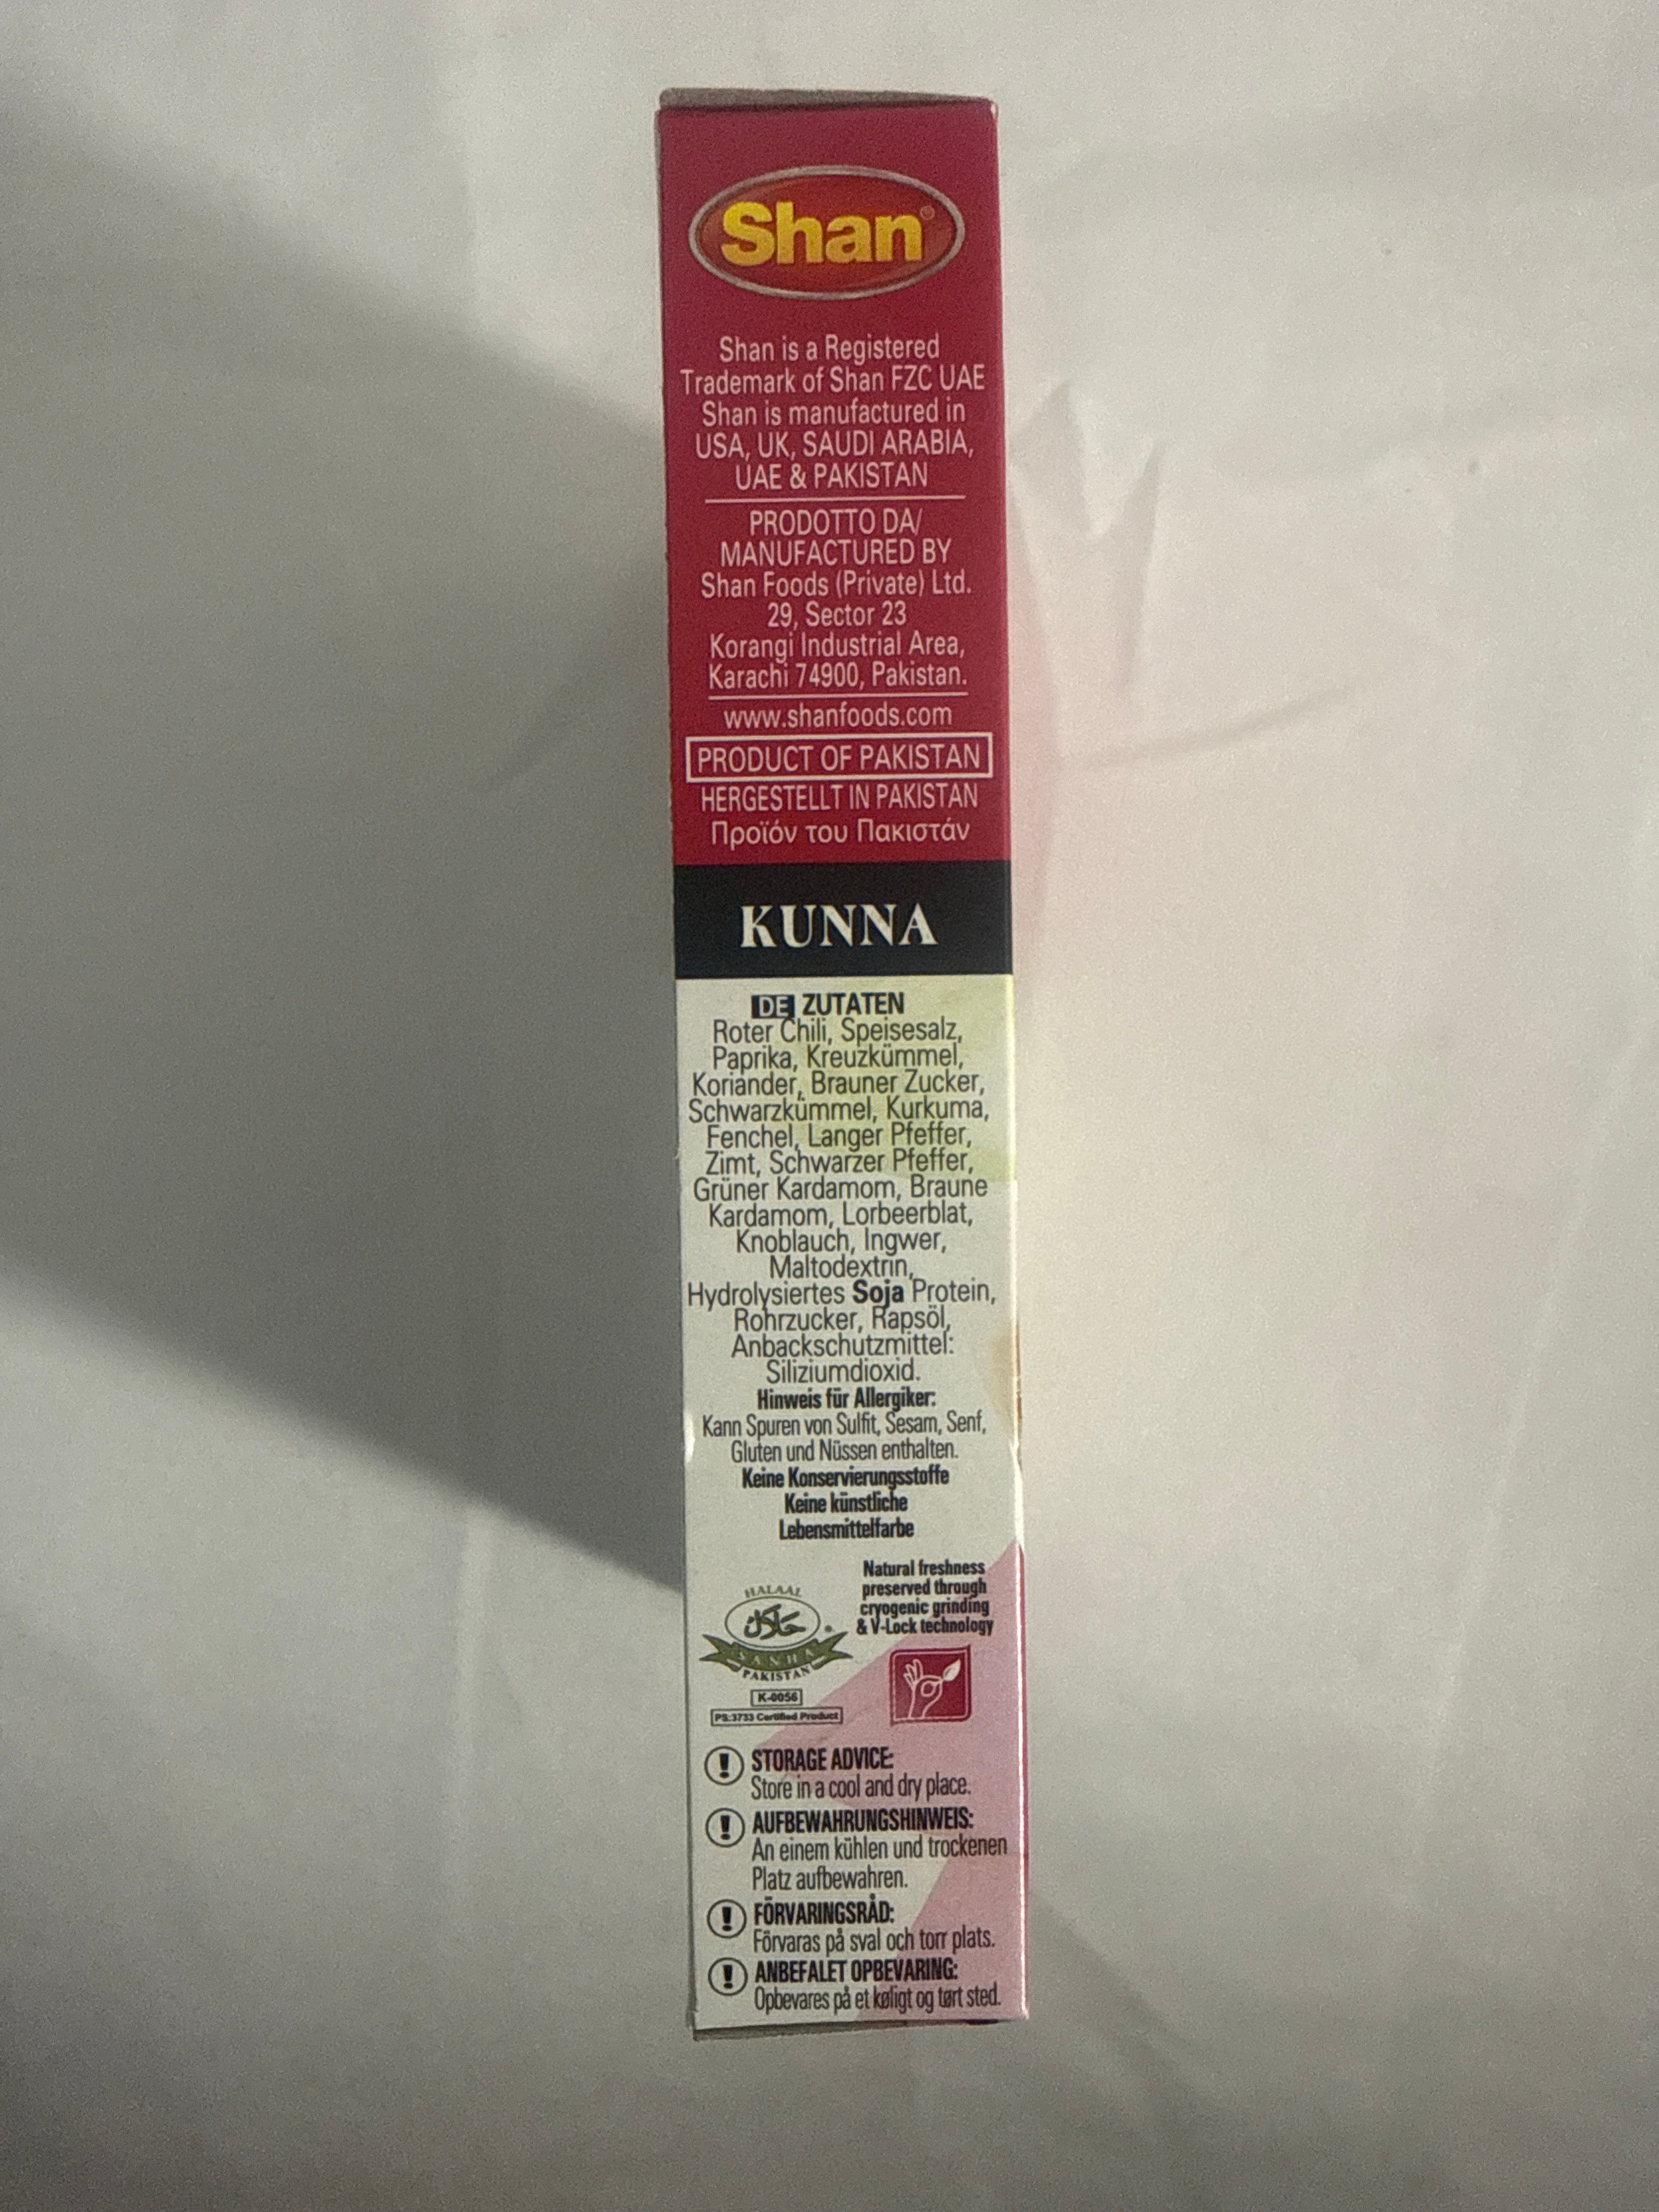 Shan®
Shan is a Registered
Trademark of Shan FZC UAE
Shan is manufactured in
USA, UK, SAUDI ARABIA,
UAE & PAKISTAN
PRODOTTO DA/
MANUFACTURED BY
Shan Foods (Private) Ltd.
29, Sector 23
Korangi Industrial Area,
Karachi 74900, Pakistan.
www.shanfoods.com
PRODUCT OF PAKISTAN
HERGESTELLT IN PAKISTAN
Προϊόν του Πακιστάν
KUNNA
DE ZUTATEN
Roter Chili, Speisesalz,
Paprika, Kreuzkümmel,
Koriander, Brauner Zucker,
Schwarzkümmel, Kurkuma,
Fenchel, Langer Pfeffer,
Zimt, Schwarzer Pfeffer,
Grüner Kardamom, Braune
Kardamom, Lorbeerblat,
Knoblauch, Ingwer,
Maltodextrin,
Hydrolysiertes Soja Protein,
Rohrzucker, Rapsöl,
Anbackschutzmittel:
Siliziumdioxid.
Hinweis für Allergiker:
Kann Spuren von Sulfit, Sesam, Senf,
Gluten und Nüssen enthalten.
Keine Konservierungsstoffe
Keine künstliche
Lebensmittelfarbe
Natural freshness
preserved through
cryogenic grinding
& V-Lock technology
HALAAL
حلال
SANHA
PAKISTAN
K-0056
PS:3733 Certified Product
STORAGE ADVICE:
Store in a cool and dry place.
AUFBEWAHRUNGSHINWEIS:
An einem kühlen und trockenen
Platz aufbewahren.
FÖRVARINGSRÅD:
Förvaras på sval och torr plats.
ANBEFALET OPBEVARING:
Opbevares på et køligt og tørt sted.